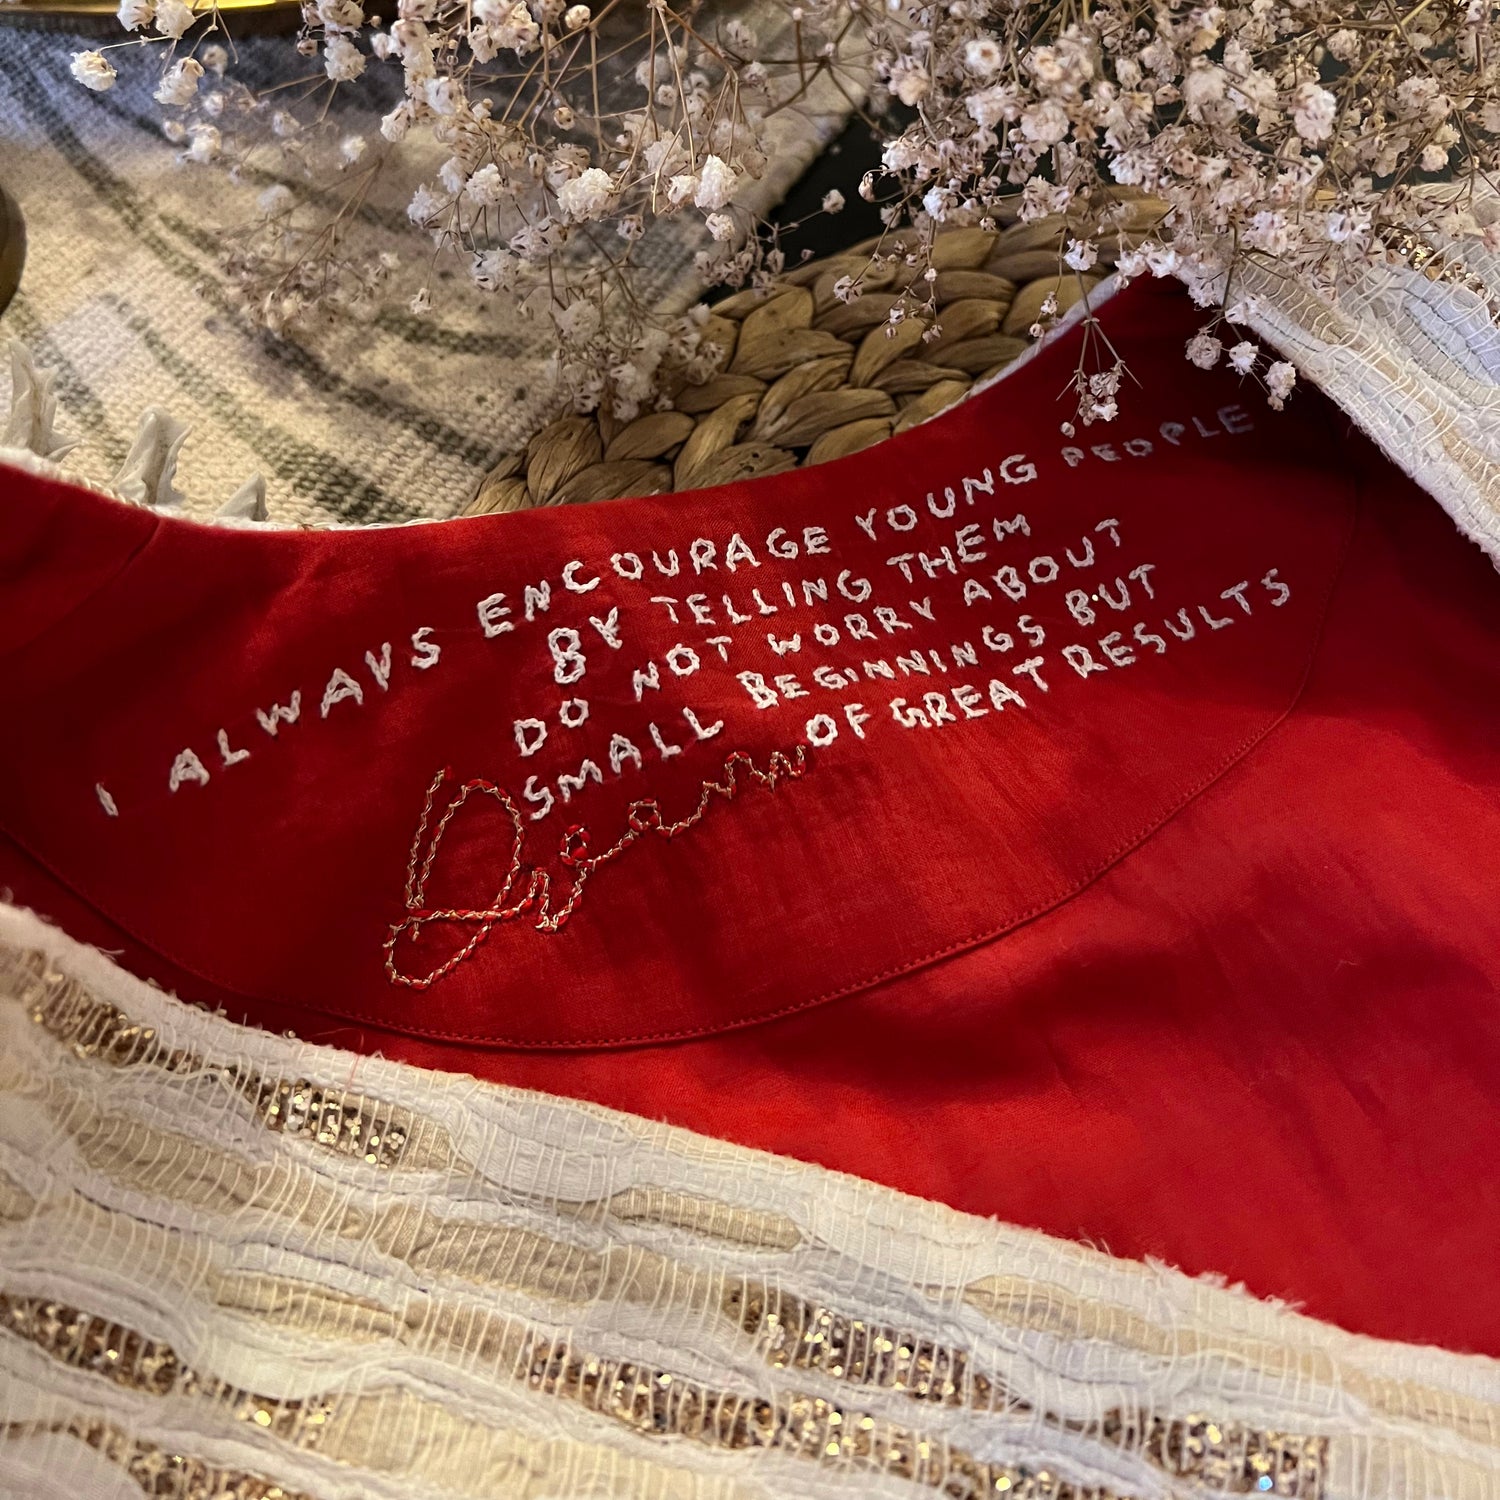 I ALWAYS ENCOURAGE YOUNG PEOPLE
BY TELLING THEM
DO NOT WORRY ABOUT
SMALL BEGINNINGS BUT
OF GREAT RESULTS